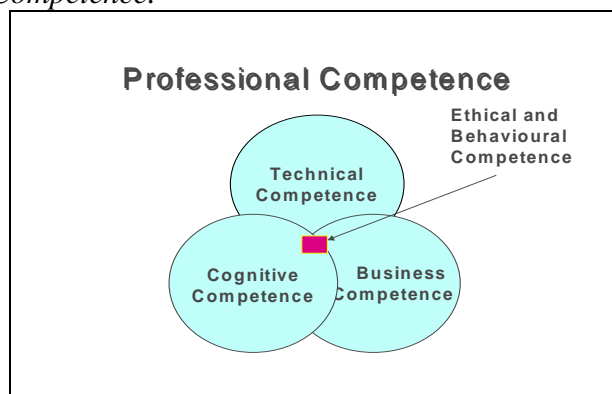 Competence.
Professional Competence
Ethical and
Behavioural
Competence
Technical
Competence
Cognitive
Competence
Business
Competence